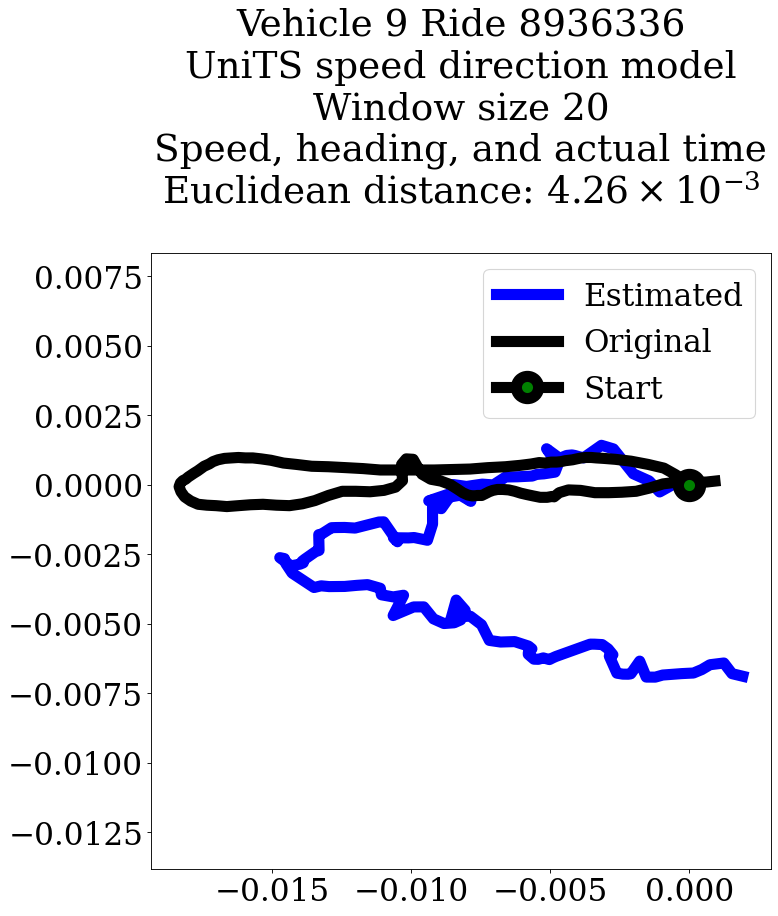 Vehicle 9 Ride 8936336
UniTS speed direction model
Window size 20
Speed, heading, and actual time
Euclidean distance: 4.26 × 10⁻³
Estimated
Original
Start
0.0075
0.0050
0.0025
0.0000
−0.0025
−0.0050
−0.0075
−0.0100
−0.0125
−0.015 −0.010 −0.005 0.000